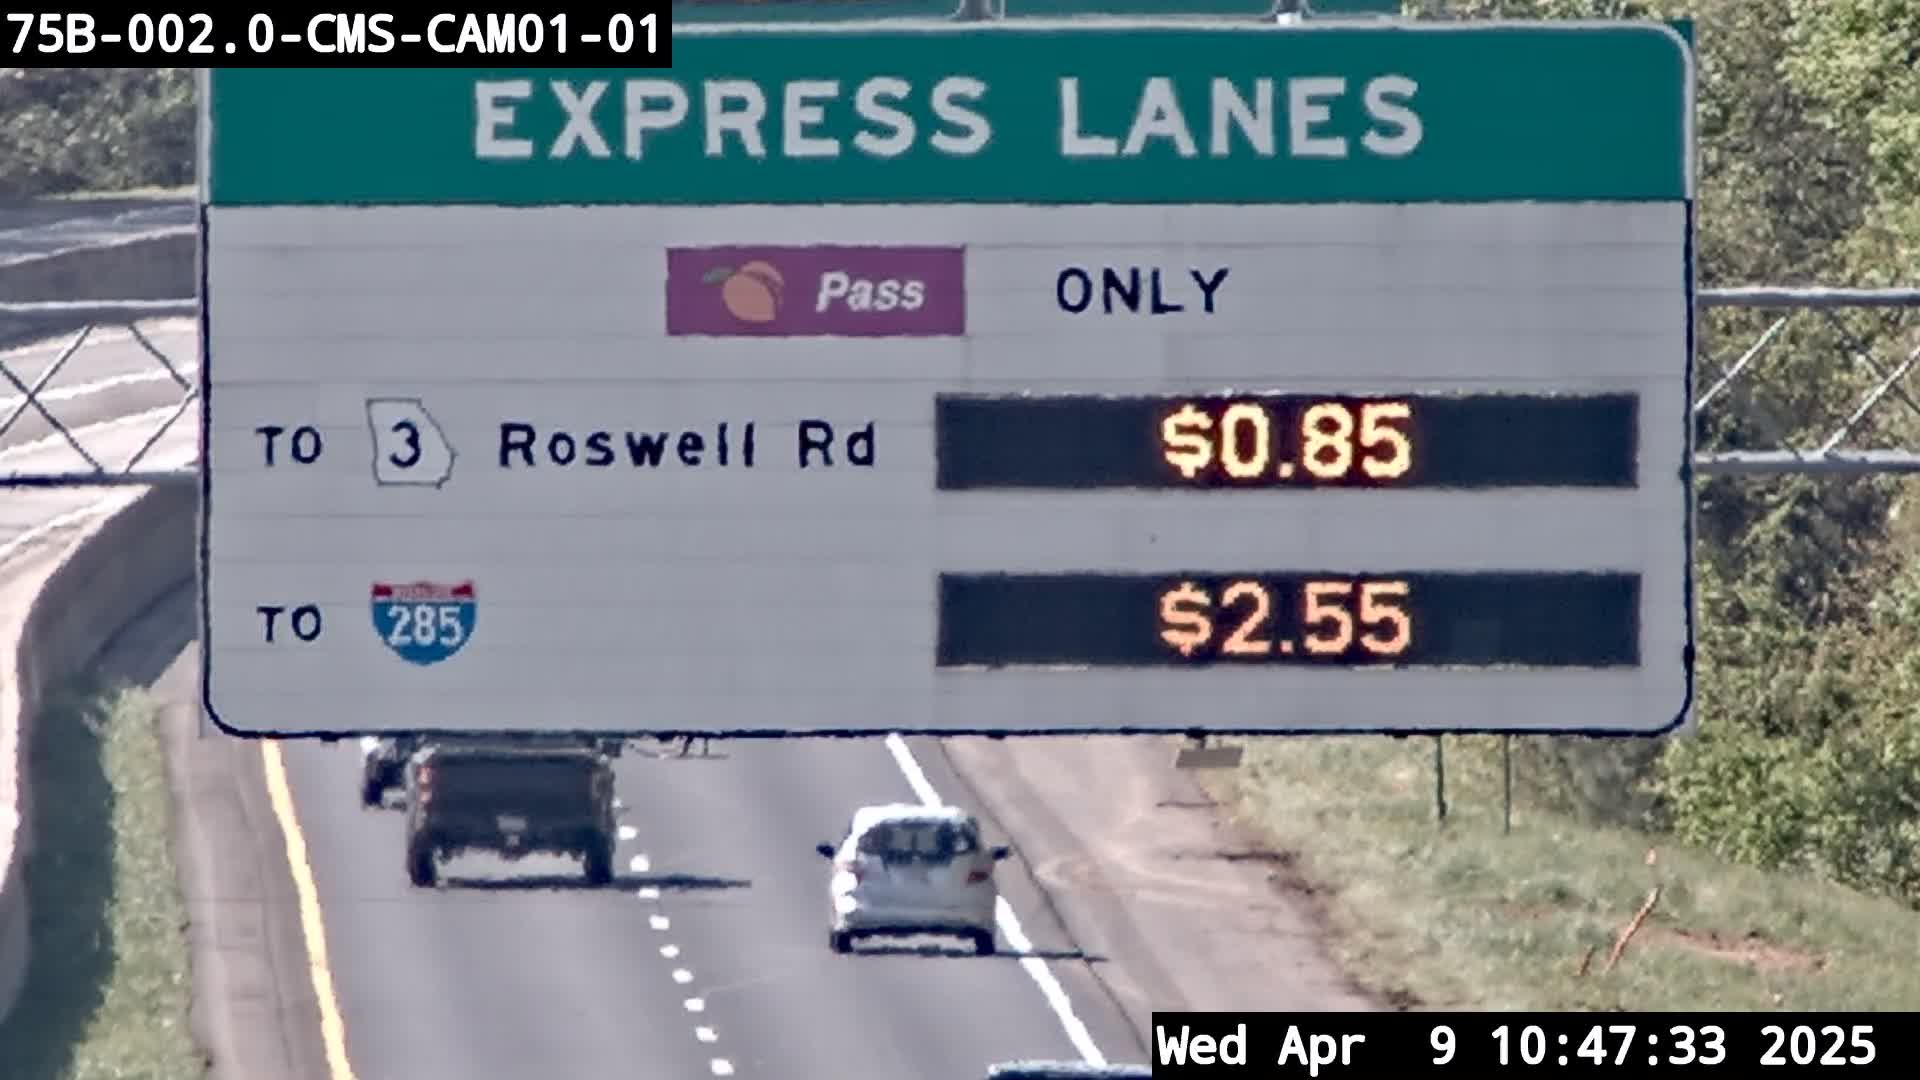 75B-002.0-CMS-CAM01-01
EXPRESS LANES
Pass ONLY
TO 3 Roswell Rd $0.85
TO 285 $2.55
Wed Apr 9 10:47:33 2025